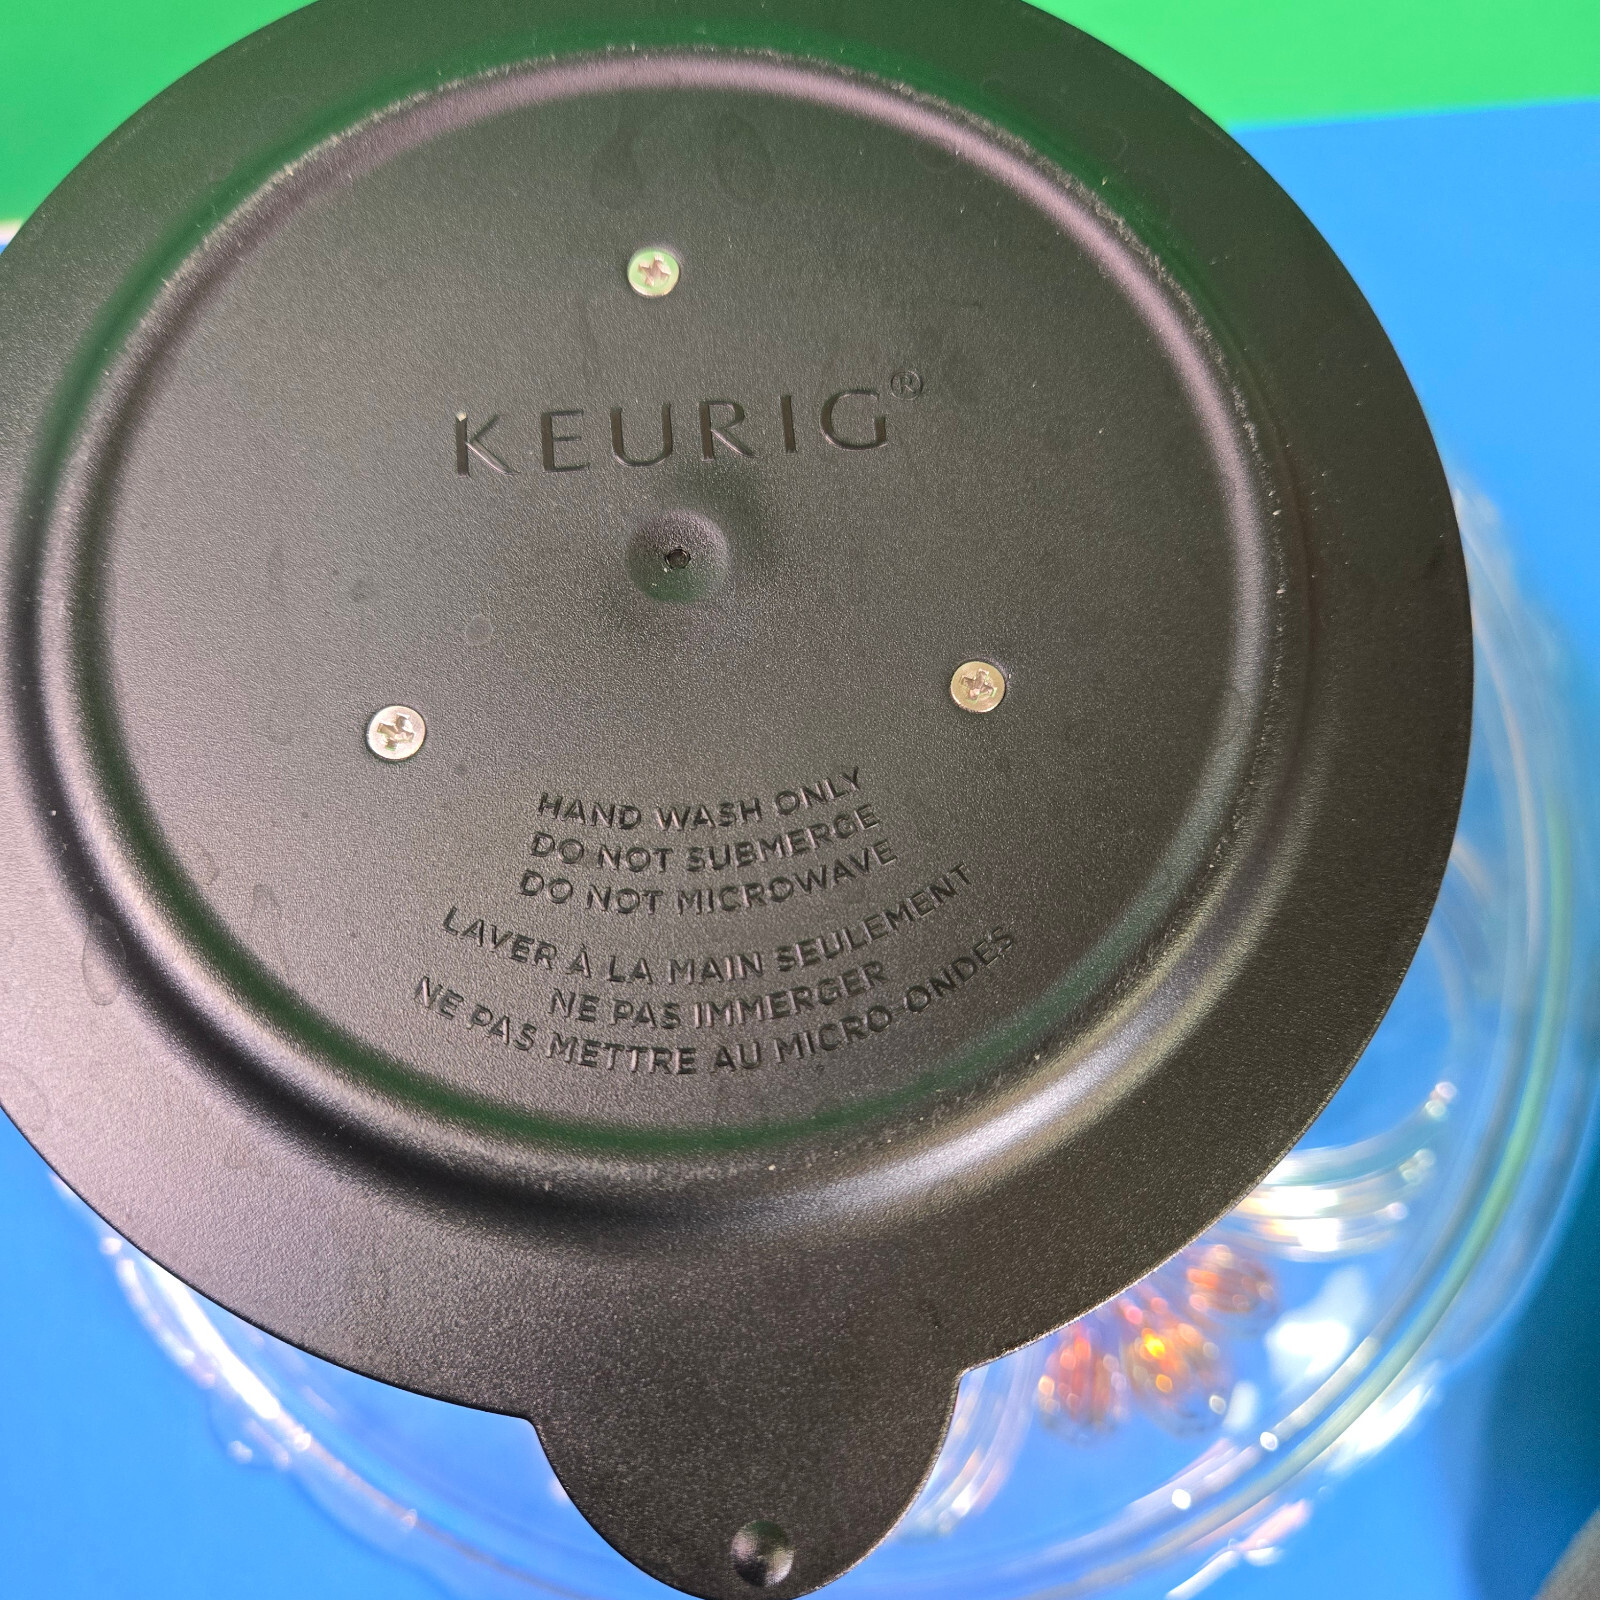 KEURIG®
HAND WASH ONLY
DO NOT SUBMERGE
DO NOT MICROWAVE
LAVER À LA MAIN SEULEMENT
NE PAS IMMERGER
NE PAS METTRE AU MICRO-ONDES